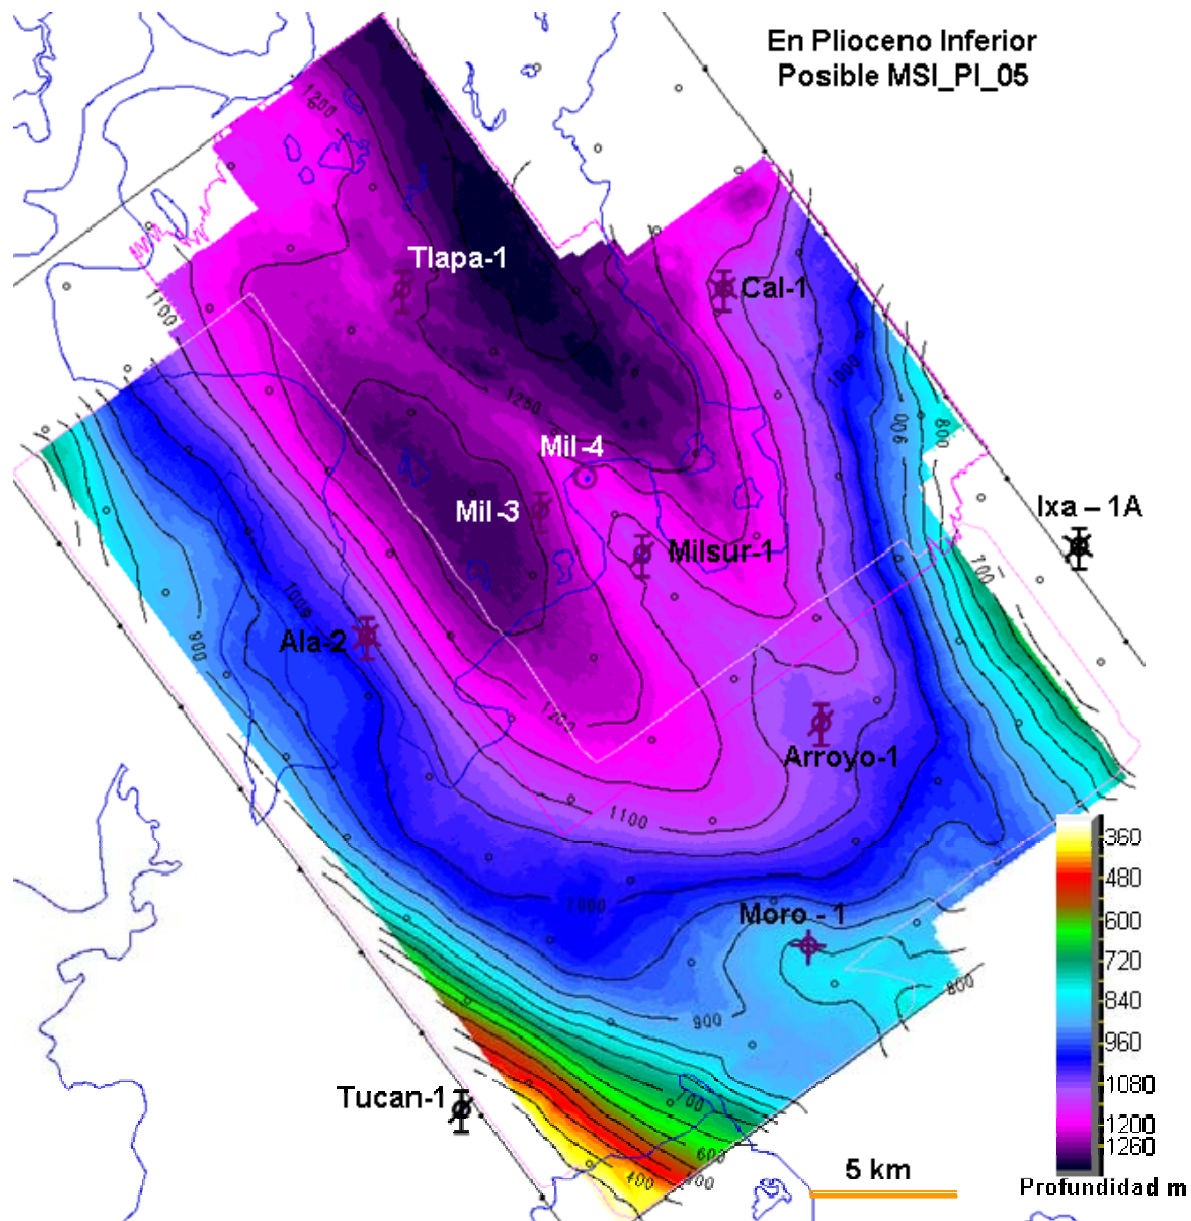 En Plioceno Inferior
Posible MSI_PI_05
1200
Tlapa-1
Cal-1
1100
1000
1250
900
800
Mil-4
Mil-3
Ixa – 1A
Milsur-1
700
1000
Ala-2
900
1200
Arroyo-1
1100
1000
Moro - 1
800
900
Tucan-1
700
600
400
5 km
360
480
600
720
840
960
1080
1200
1260
Profundidad m